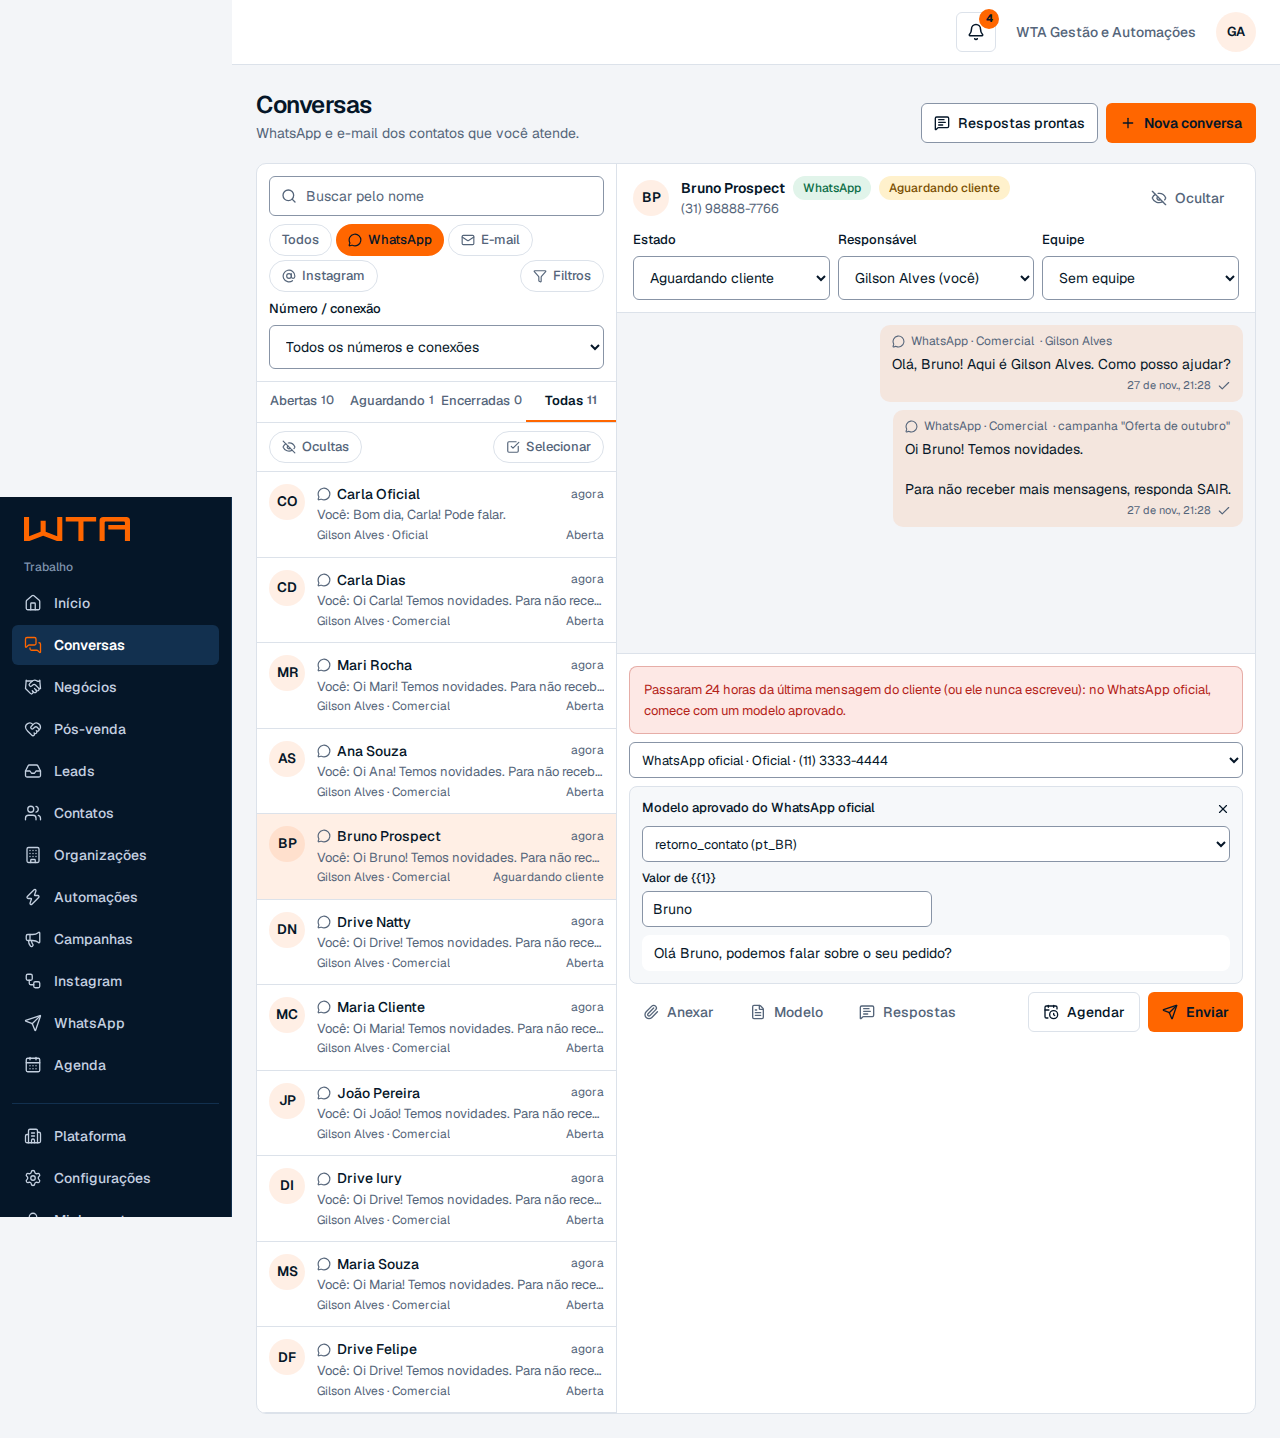 4
WTA Gestão e Automações
GA
Conversas
WhatsApp e e-mail dos contatos que você atende.
Respostas prontas
Nova conversa
WTA
Trabalho
Início
Conversas
Negócios
Pós-venda
Leads
Contatos
Organizações
Automações
Campanhas
Instagram
WhatsApp
Agenda
Plataforma
Configurações
Buscar pelo nome
Todos
WhatsApp
E-mail
Instagram
Filtros
Número / conexão
Todos os números e conexões
Abertas 10
Aguardando 1
Encerradas 0
Todas 11
Ocultas
Selecionar
CO
Carla Oficial
agora
Você: Bom dia, Carla! Pode falar.
Gilson Alves · Oficial
Aberta
CD
Carla Dias
agora
Você: Oi Carla! Temos novidades. Para não rece...
Gilson Alves · Comercial
Aberta
MR
Mari Rocha
agora
Você: Oi Mari! Temos novidades. Para não receb...
Gilson Alves · Comercial
Aberta
AS
Ana Souza
agora
Você: Oi Ana! Temos novidades. Para não receb...
Gilson Alves · Comercial
Aberta
BP
Bruno Prospect
agora
Você: Oi Bruno! Temos novidades. Para não rec...
Gilson Alves · Comercial
Aguardando cliente
DN
Drive Natty
agora
Você: Oi Drive! Temos novidades. Para não rece...
Gilson Alves · Comercial
Aberta
MC
Maria Cliente
agora
Você: Oi Maria! Temos novidades. Para não rece...
Gilson Alves · Comercial
Aberta
JP
João Pereira
agora
Você: Oi João! Temos novidades. Para não rece...
Gilson Alves · Comercial
Aberta
DI
Drive Iury
agora
Você: Oi Drive! Temos novidades. Para não rece...
Gilson Alves · Comercial
Aberta
MS
Maria Souza
agora
Você: Oi Maria! Temos novidades. Para não rece...
Gilson Alves · Comercial
Aberta
DF
Drive Felipe
agora
Você: Oi Drive! Temos novidades. Para não rece...
Gilson Alves · Comercial
Aberta
BP
Bruno Prospect
WhatsApp
Aguardando cliente
(31) 98888-7766
Ocultar
Estado
Responsável
Equipe
Aguardando cliente
Gilson Alves (você)
Sem equipe
WhatsApp · Comercial · Gilson Alves
Olá, Bruno! Aqui é Gilson Alves. Como posso ajudar?
27 de nov., 21:28
WhatsApp · Comercial · campanha "Oferta de outubro"
Oi Bruno! Temos novidades.
Para não receber mais mensagens, responda SAIR.
27 de nov., 21:28
Passaram 24 horas da última mensagem do cliente (ou ele nunca escreveu): no WhatsApp oficial,
comece com um modelo aprovado.
WhatsApp oficial · Oficial · (11) 3333-4444
Modelo aprovado do WhatsApp oficial
retorno_contato (pt_BR)
Valor de {{1}}
Bruno
Olá Bruno, podemos falar sobre o seu pedido?
Anexar
Modelo
Respostas
Agendar
Enviar